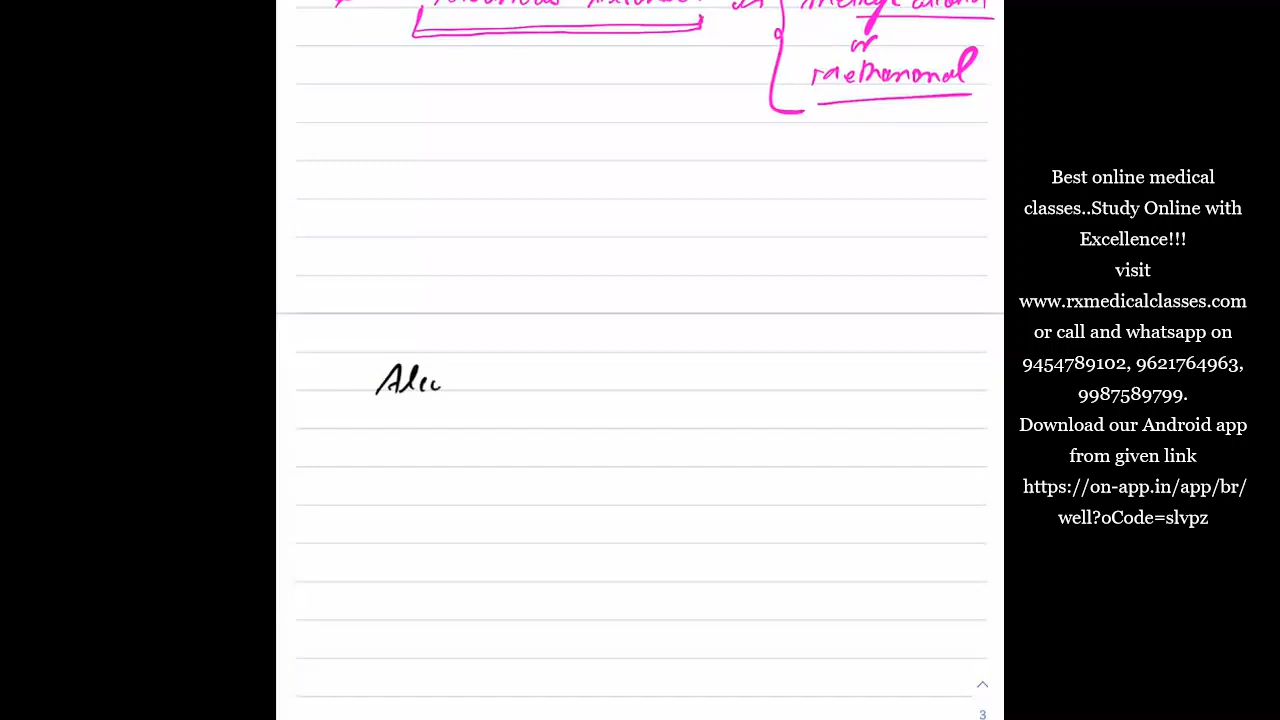 or
raethanonal
Alco
Best online medical
classes..Study Online with
Excellence!!!
visit
www.rxmedicalclasses.com
or call and whatsapp on
9454789102, 9621764963,
9987589799.
Download our Android app
from given link
https://on-app.in/app/br/
well?oCode=slvpz
3